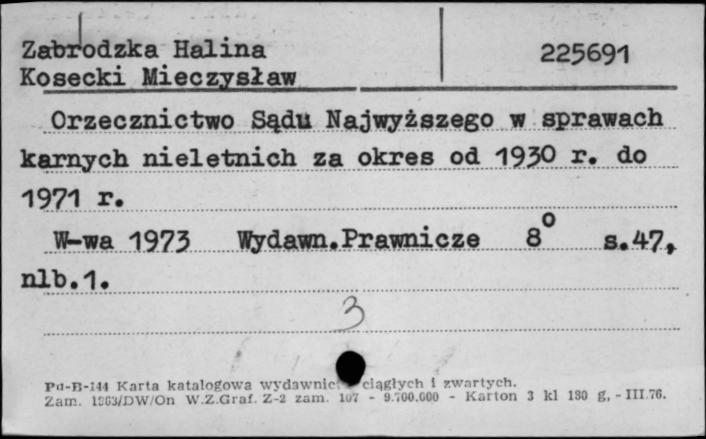 Zabrodzka Halina 225691
Kosecki Mieczysław
Orzecznictwo Sądu Najwyższego w sprawach
karnych nieletnich za okres od 1930 r. do
1971 r.
W-wa 1973 Wydawn.Prawnicze 8° s.47,
nlb.1.
3
Pu-B-144 Karta katalogowa wydawnict ciągłych i zwartych.
Zam. 1363/DW/On W.Z.Graf. Z-2 zam. 107 - 9.700.000 - Karton 3 kl 180 g, - III.76.